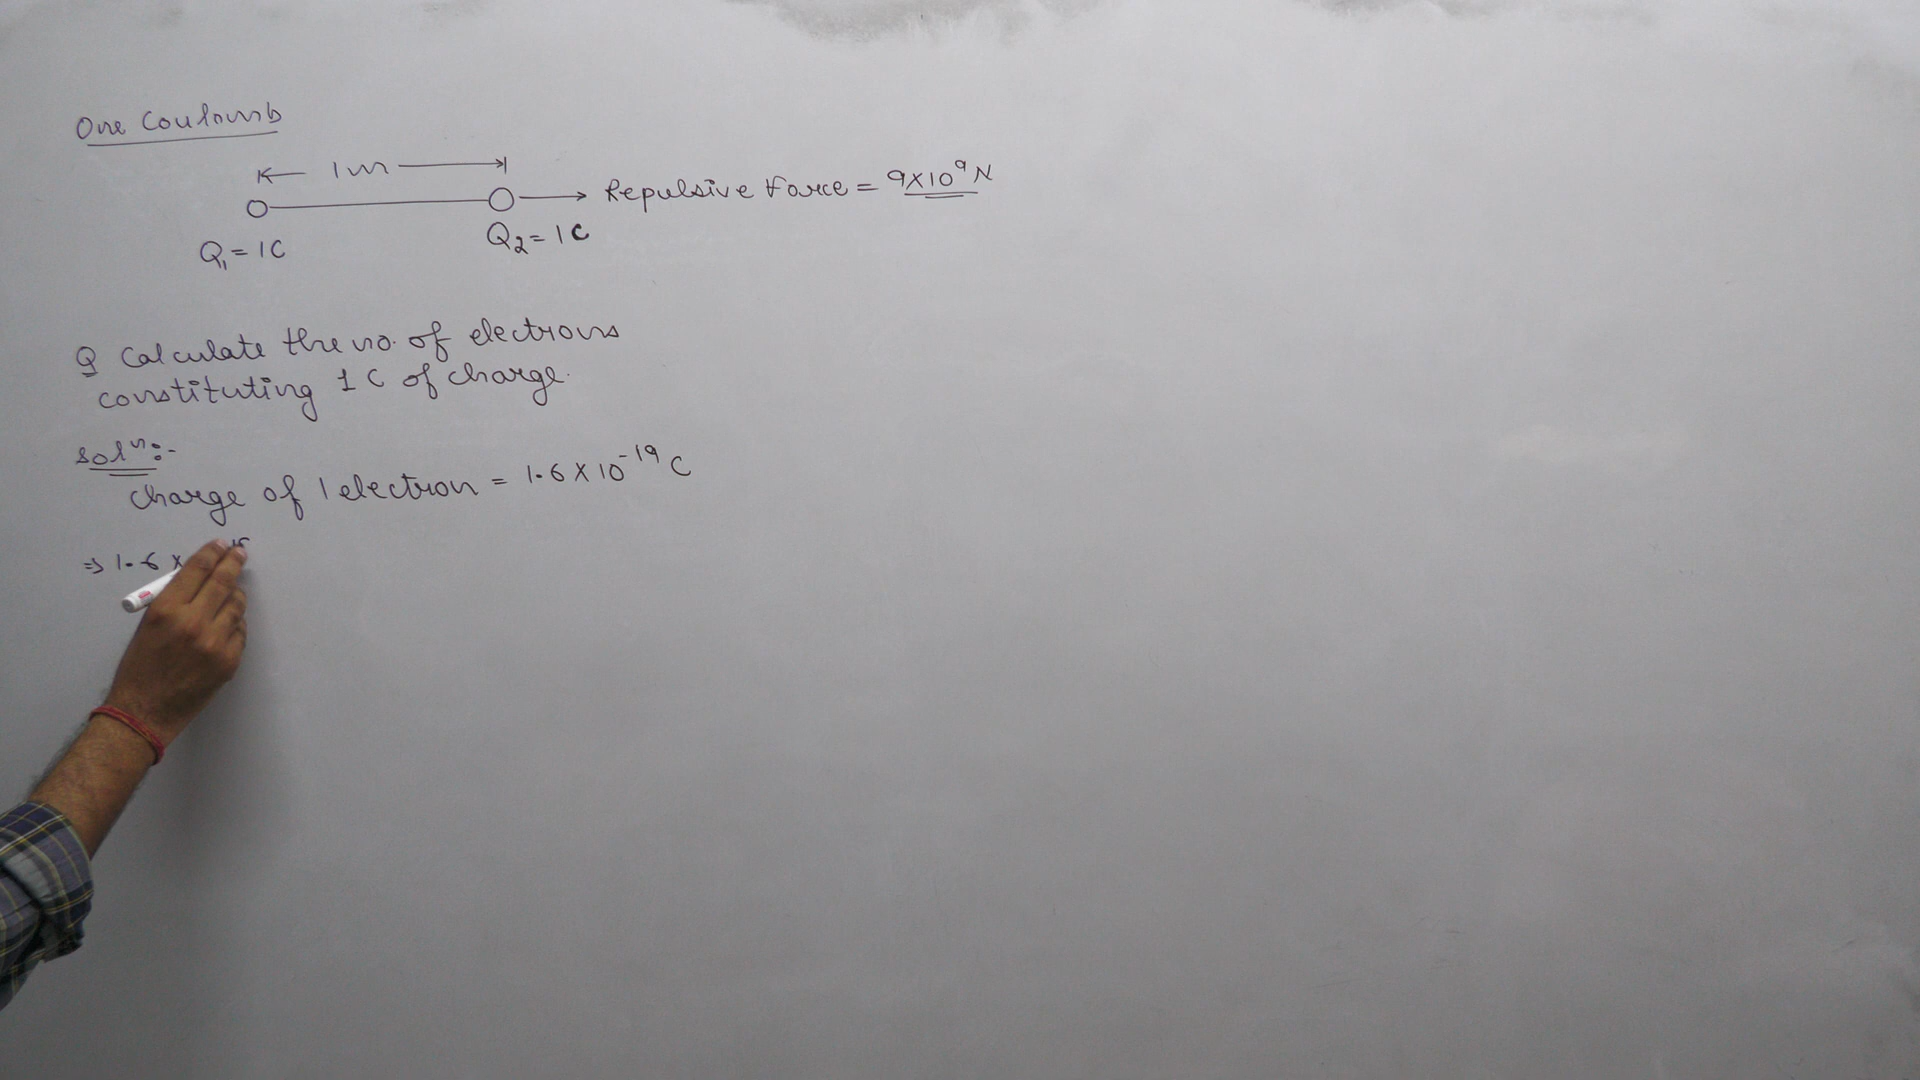 One Coulomb
1m
Repulsive Force = 9×10⁹ N
Q₁ = 1C
Q₂ = 1C
Q Calculate the no. of electrons
constituting 1 C of charge.
Solⁿ:-
Charge of 1 electron = 1.6 × 10⁻¹⁹ C
⇒ 1.6 ×